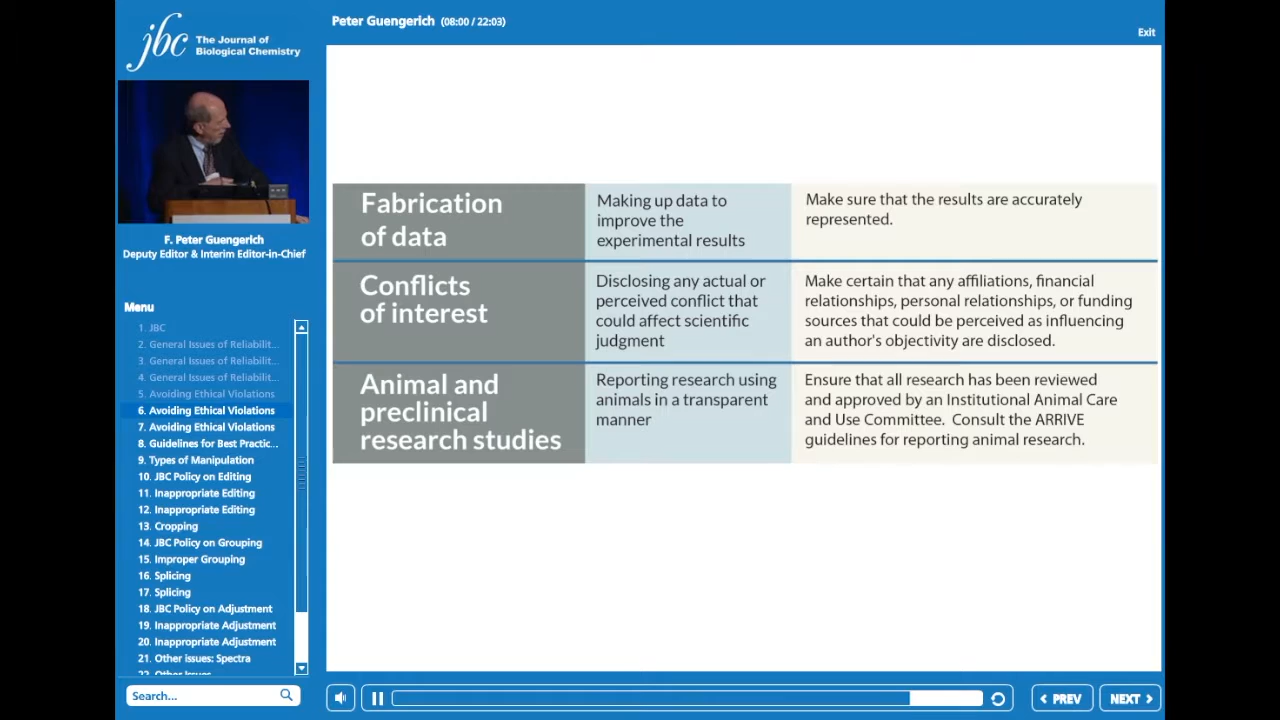 jbc
The Journal of
Biological Chemistry
F. Peter Guengerich
Deputy Editor & Interim Editor-in-Chief
Menu
1. JBC
2. General Issues of Reliabilit...
3. General Issues of Reliabilit...
4. General Issues of Reliabilit...
5. Avoiding Ethical Violations
6. Avoiding Ethical Violations
7. Avoiding Ethical Violations
8. Guidelines for Best Practic...
9. Types of Manipulation
10. JBC Policy on Editing
11. Inappropriate Editing
12. Inappropriate Editing
13. Cropping
14. JBC Policy on Grouping
15. Improper Grouping
16. Splicing
17. Splicing
18. JBC Policy on Adjustment
19. Inappropriate Adjustment
20. Inappropriate Adjustment
21. Other issues: Spectra
22. Other Issues
Search...
Peter Guengerich (08:00 / 22:03)
Exit
Fabrication
of data
Making up data to
improve the
experimental results
Make sure that the results are accurately
represented.
Conflicts
of interest
Disclosing any actual or
perceived conflict that
could affect scientific
judgment
Make certain that any affiliations, financial
relationships, personal relationships, or funding
sources that could be perceived as influencing
an author's objectivity are disclosed.
Animal and
preclinical
research studies
Reporting research using
animals in a transparent
manner
Ensure that all research has been reviewed
and approved by an Institutional Animal Care
and Use Committee. Consult the ARRIVE
guidelines for reporting animal research.
PREV
NEXT